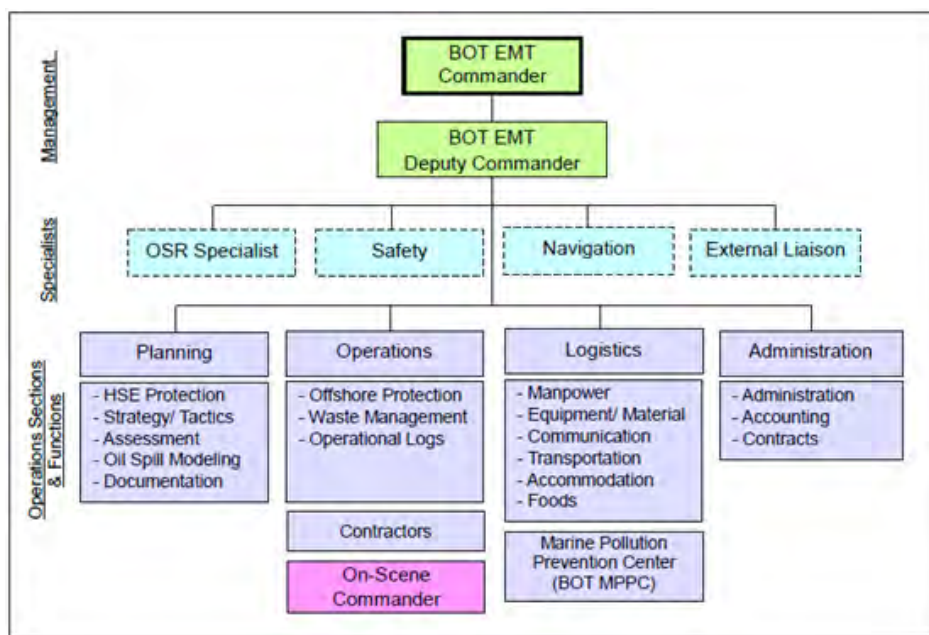 Management
BOT EMT
Commander
BOT EMT
Deputy Commander
Specialists
OSR Specialist
Safety
Navigation
External Liaison
Operations Sections
& Functions
Planning
- HSE Protection
- Strategy/ Tactics
- Assessment
- Oil Spill Modeling
- Documentation
Operations
- Offshore Protection
- Waste Management
- Operational Logs
Contractors
On-Scene
Commander
Logistics
- Manpower
- Equipment/ Material
- Communication
- Transportation
- Accommodation
- Foods
Marine Pollution
Prevention Center
(BOT MPPC)
Administration
- Administration
- Accounting
- Contracts